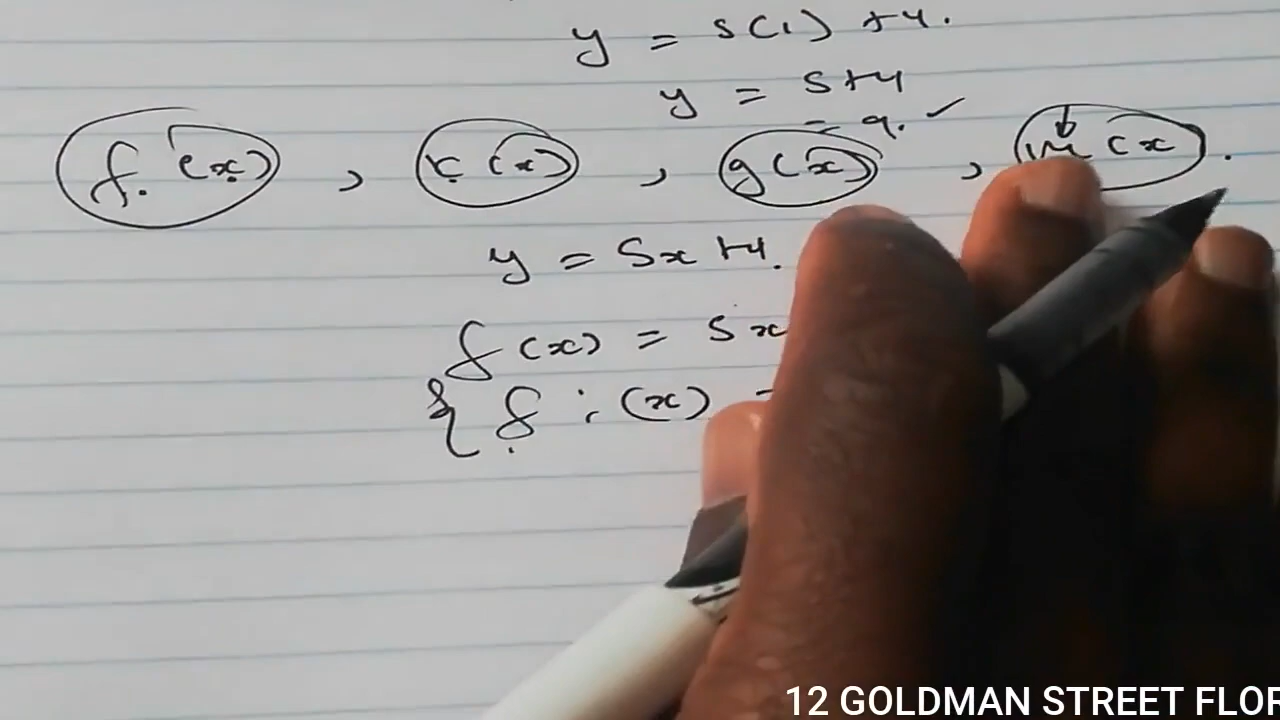 y = 5(1) + 4.
y = 5+4
= 9. ✓
f(x), k(x), g(x), m(x).
y = 5x + 4.
f(x) = 5x
{ f : (x)
12 GOLDMAN STREET FLOR